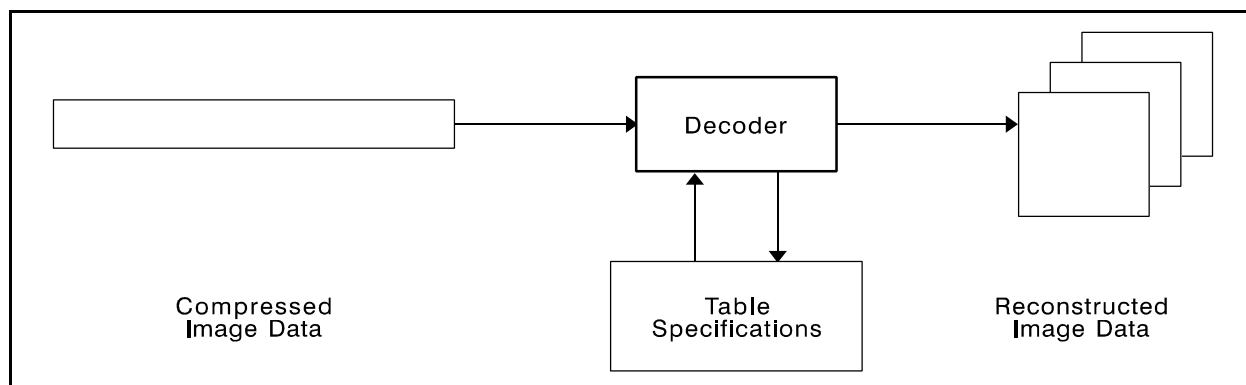 Decoder
Compressed
Image Data
Table
Specifications
Reconstructed
Image Data